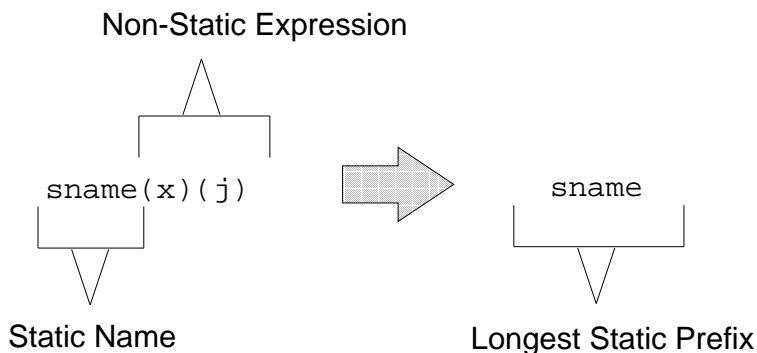 Non-Static Expression
sname(x)(j)
sname
Static Name
Longest Static Prefix